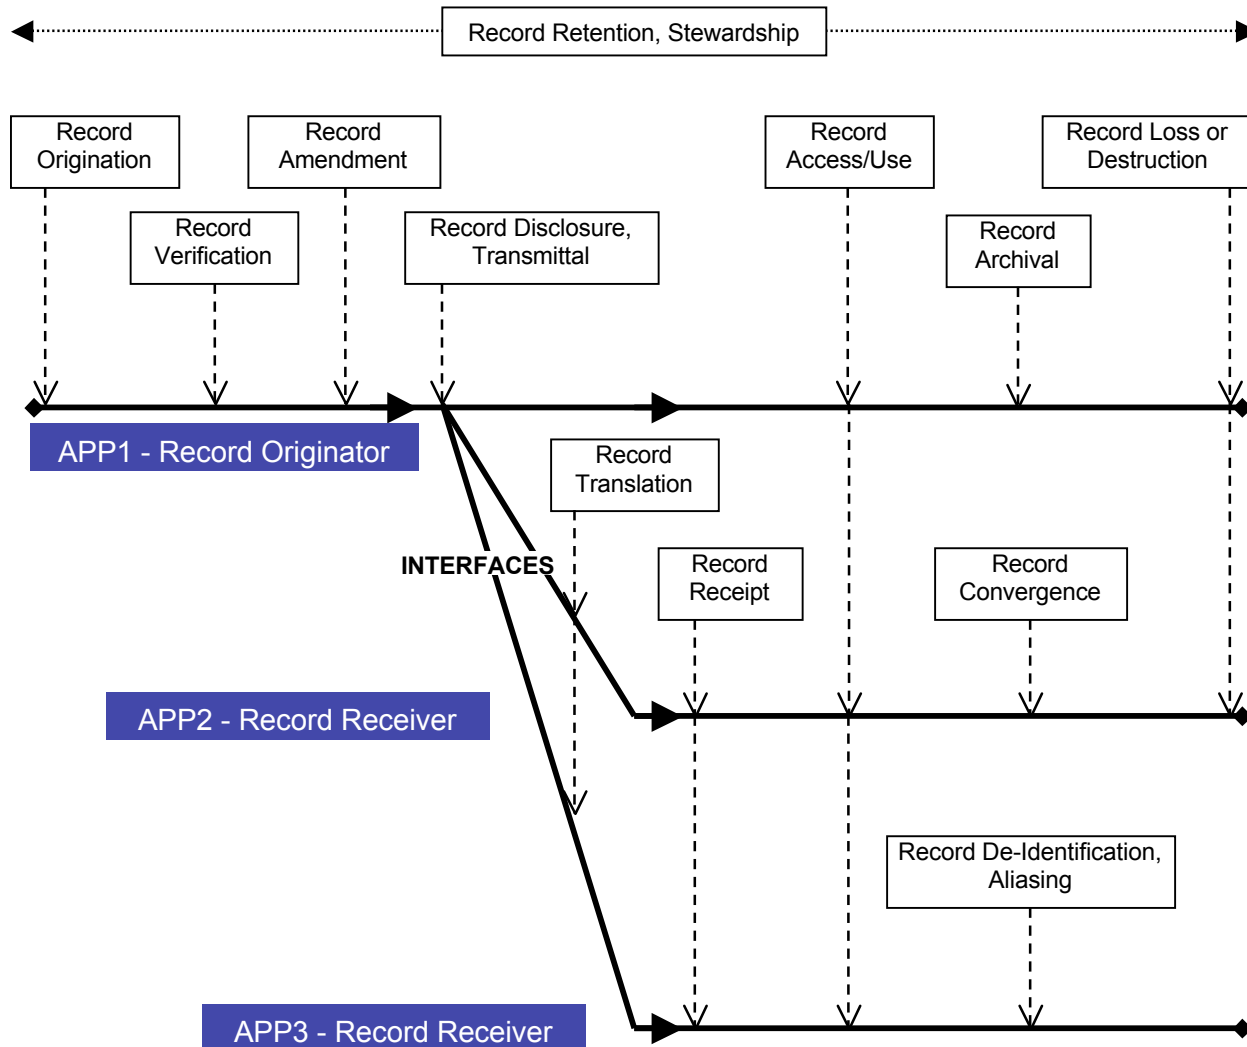 Record Retention, Stewardship
Record
Origination
Record
Amendment
Record
Access/Use
Record Loss or
Destruction
Record
Verification
Record Disclosure,
Transmittal
Record
Archival
APP1 - Record Originator
Record
Translation
INTERFACES
Record
Receipt
Record
Convergence
APP2 - Record Receiver
Record De-Identification,
Aliasing
APP3 - Record Receiver